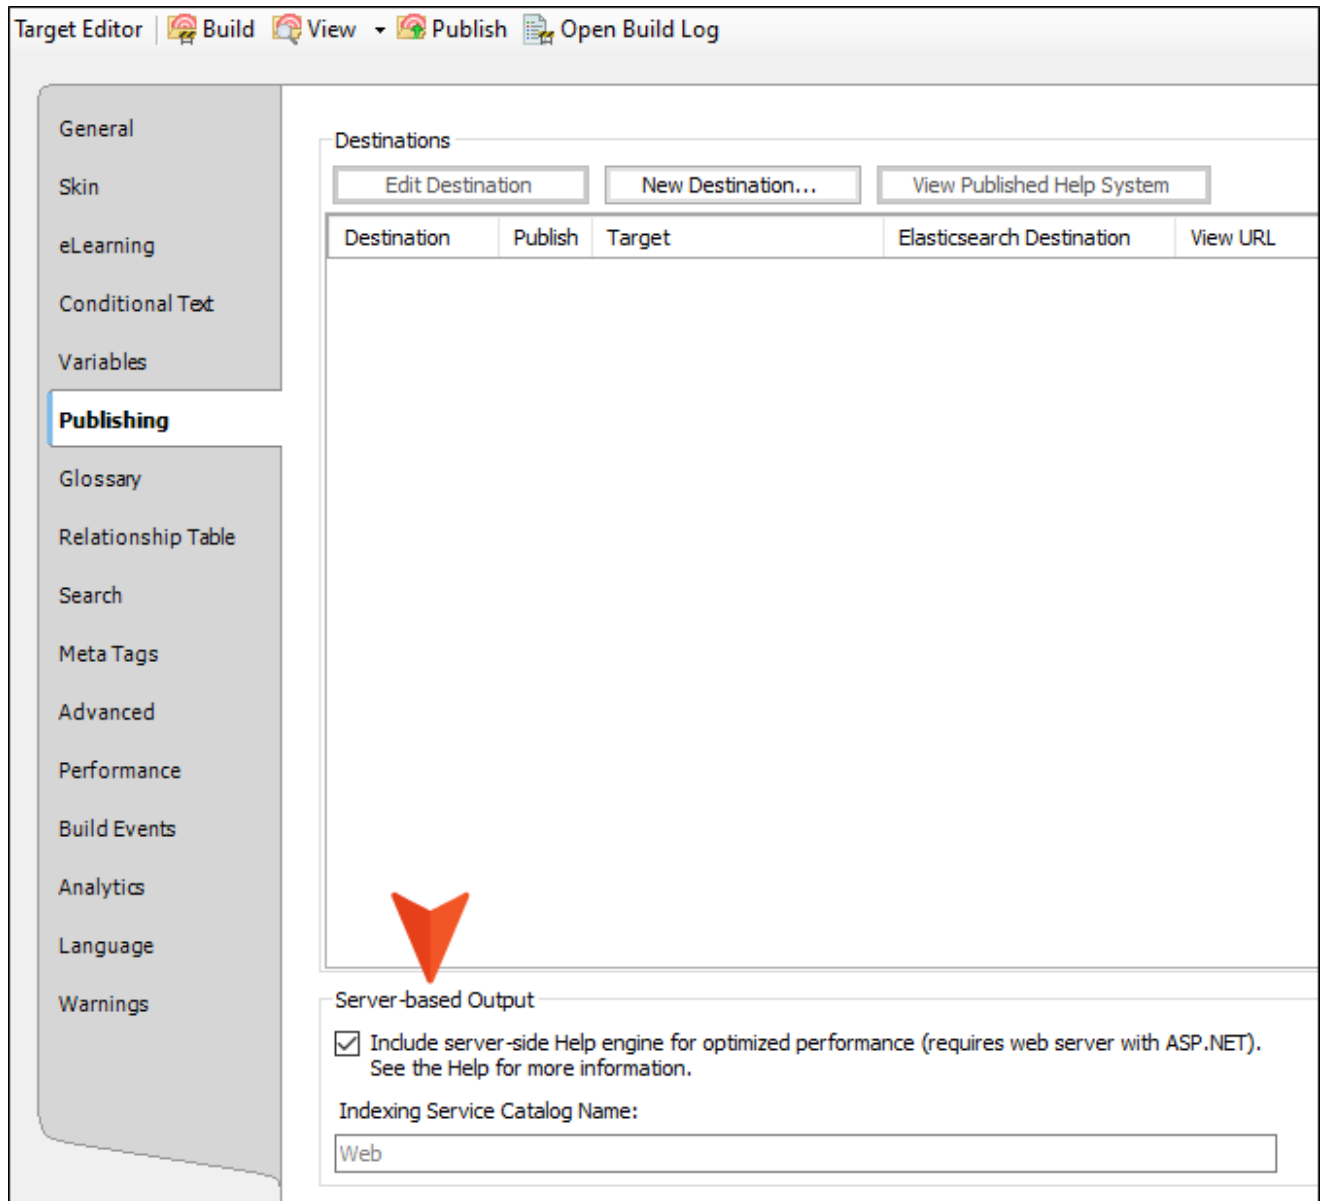 Target Editor Build View Publish Open Build Log
General
Skin
eLearning
Conditional Text
Variables
Publishing
Glossary
Relationship Table
Search
Meta Tags
Advanced
Performance
Build Events
Analytics
Language
Warnings
Destinations
Edit Destination New Destination... View Published Help System
Destination Publish Target Elasticsearch Destination View URL
Server-based Output
Include server-side Help engine for optimized performance (requires web server with ASP.NET).
See the Help for more information.
Indexing Service Catalog Name:
Web